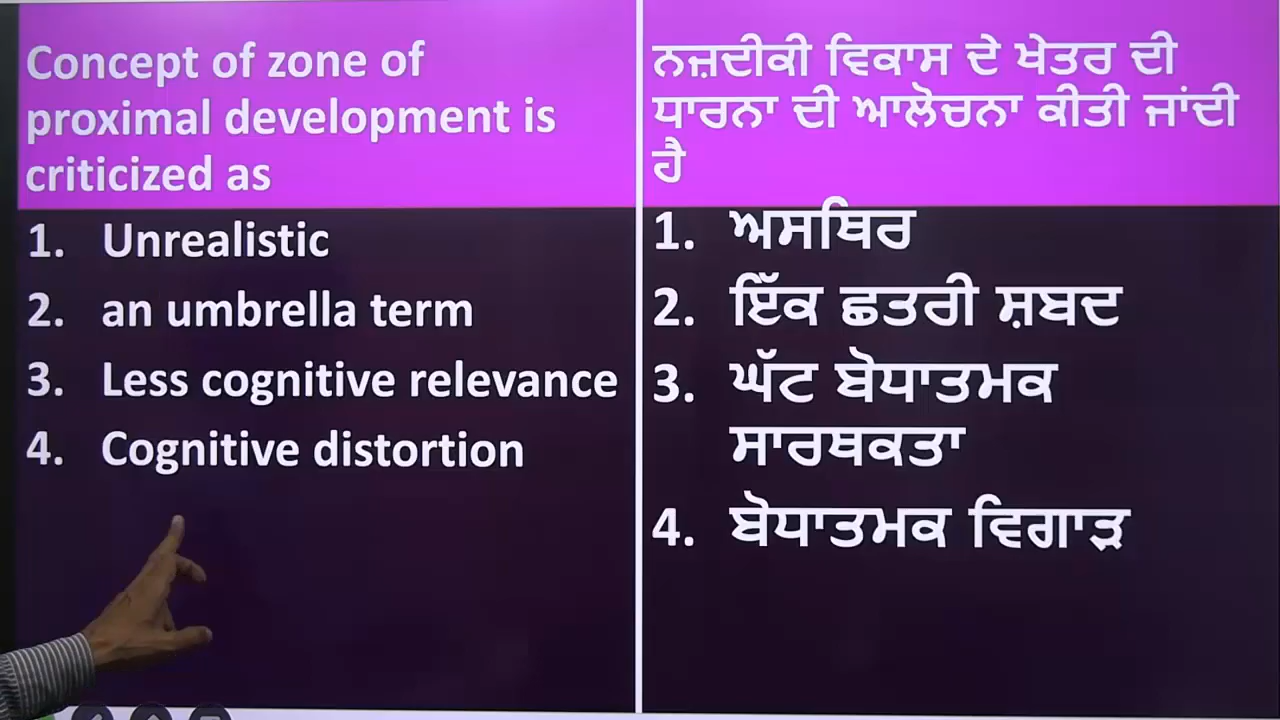 Concept of zone of
proximal development is
criticized as
1. Unrealistic
2. an umbrella term
3. Less cognitive relevance
4. Cognitive distortion
ਨਜ਼ਦੀਕੀ ਵਿਕਾਸ ਦੇ ਖੇਤਰ ਦੀ
ਧਾਰਨਾ ਦੀ ਆਲੋਚਨਾ ਕੀਤੀ ਜਾਂਦੀ
ਹੈ
1. ਅਸਥਿਰ
2. ਇੱਕ ਛਤਰੀ ਸ਼ਬਦ
3. ਘੱਟ ਬੋਧਾਤਮਕ
ਸਾਰਥਕਤਾ
4. ਬੋਧਾਤਮਕ ਵਿਗਾੜ